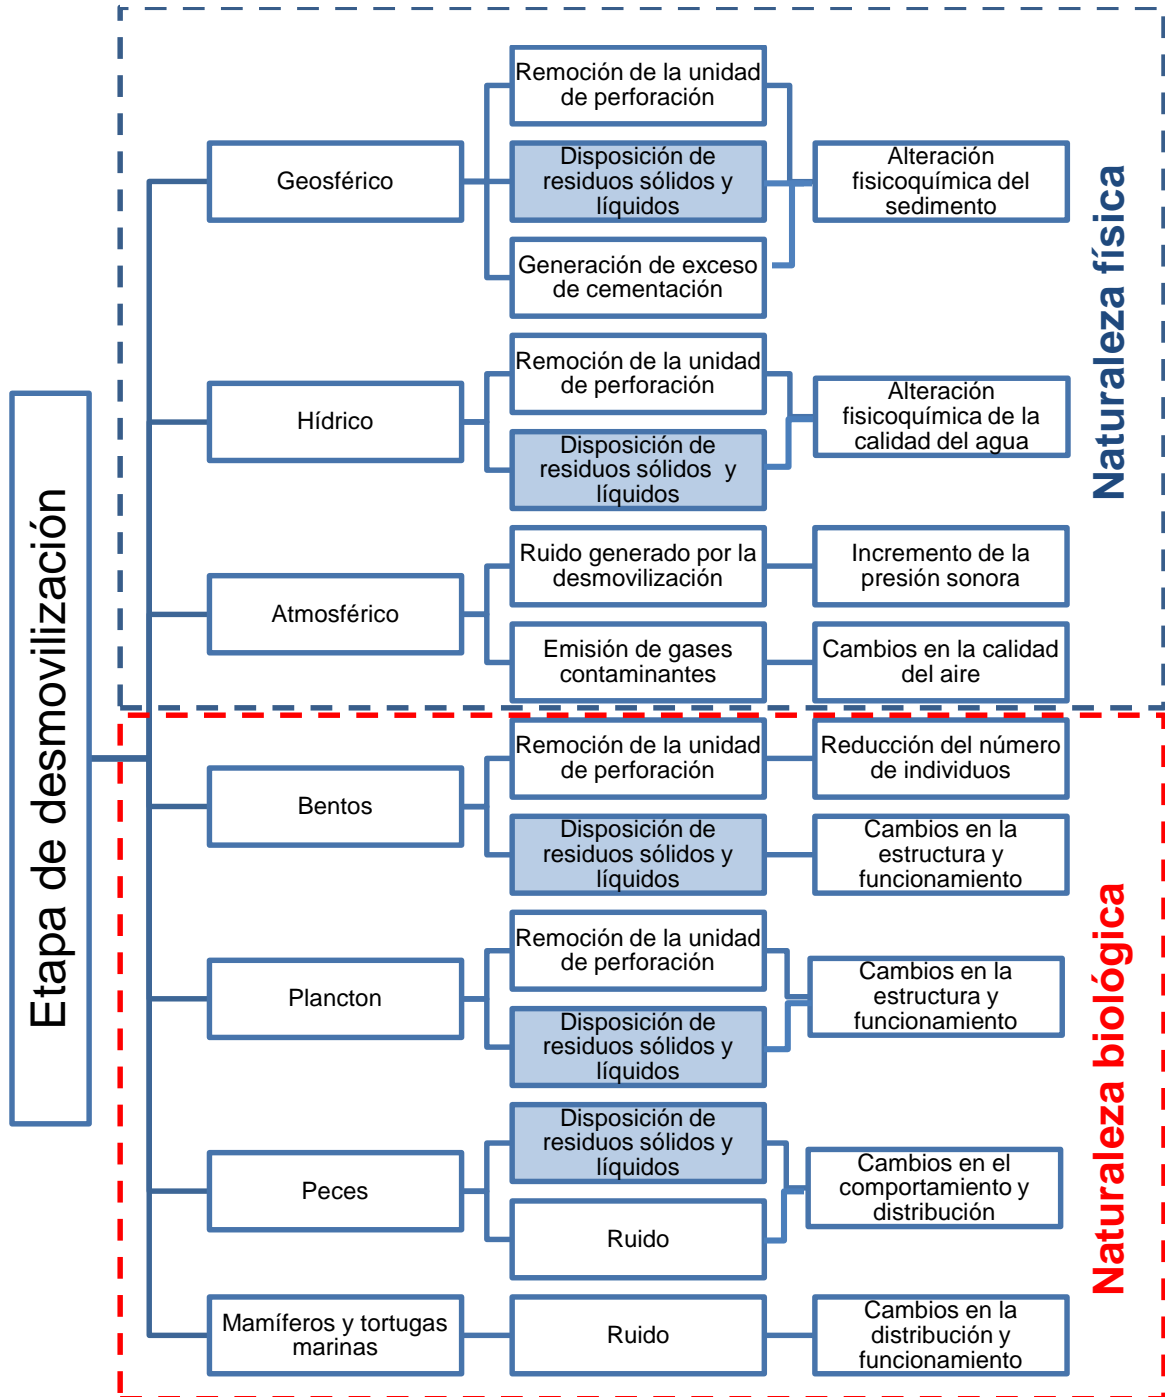 Etapa de desmovilización
Naturaleza física
Geosférico
Remoción de la unidad
de perforación
Disposición de
residuos sólidos y
líquidos
Generación de exceso
de cementación
Alteración
fisicoquímica del
sedimento
Hídrico
Remoción de la unidad
de perforación
Disposición de
residuos sólidos y
líquidos
Alteración
fisicoquímica de la
calidad del agua
Atmosférico
Ruido generado por la
desmovilización
Incremento de la
presión sonora
Emisión de gases
contaminantes
Cambios en la calidad
del aire
Naturaleza biológica
Bentos
Remoción de la unidad
de perforación
Reducción del número
de individuos
Disposición de
residuos sólidos y
líquidos
Cambios en la
estructura y
funcionamiento
Plancton
Remoción de la unidad
de perforación
Disposición de
residuos sólidos y
líquidos
Cambios en la
estructura y
funcionamiento
Peces
Disposición de
residuos sólidos y
líquidos
Ruido
Cambios en el
comportamiento y
distribución
Mamíferos y tortugas
marinas
Ruido
Cambios en la
distribución y
funcionamiento